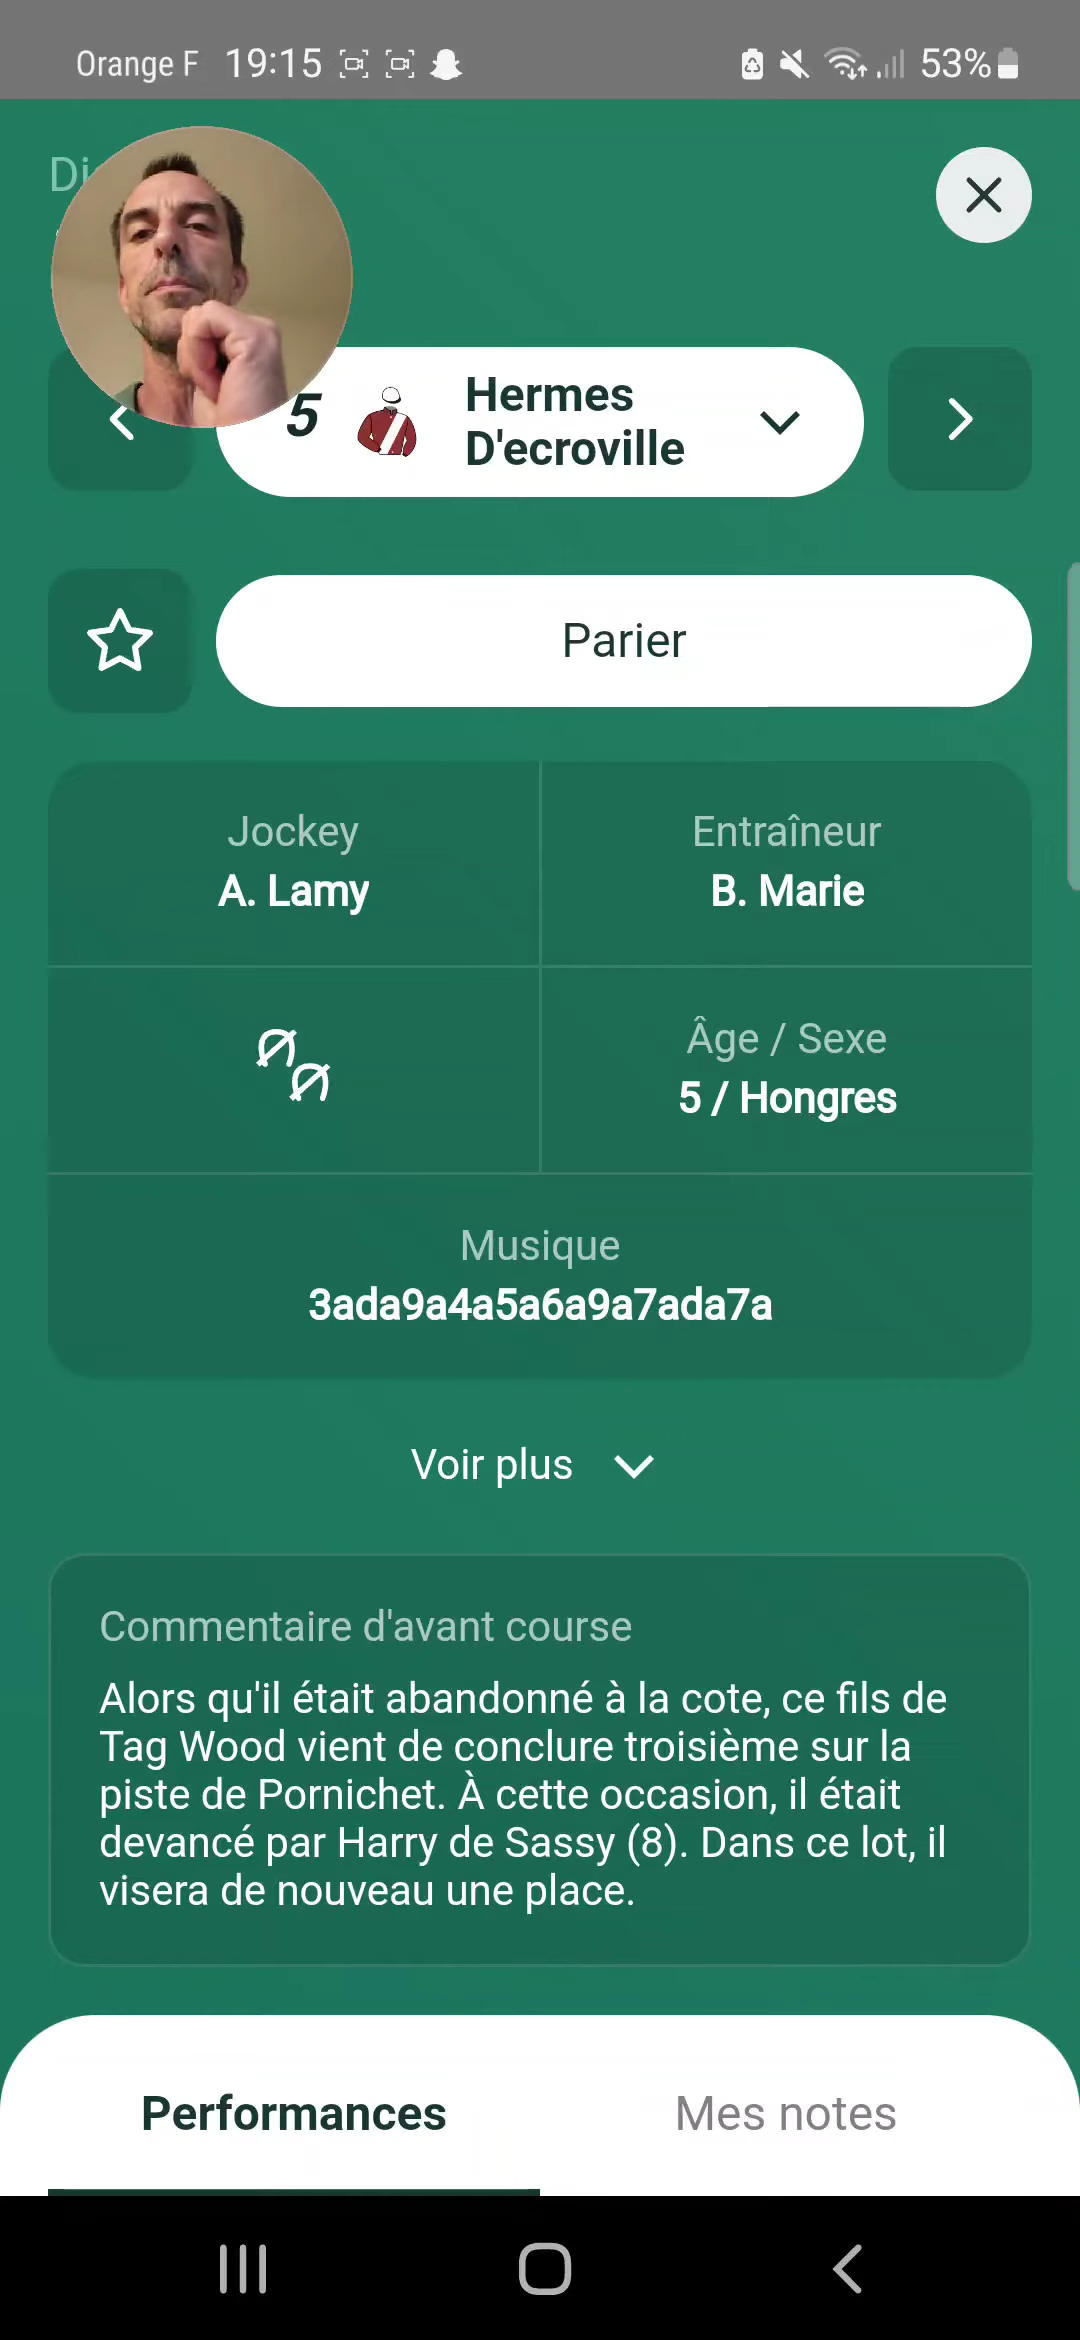 Orange F 19:15 53%
5 Hermes
D'ecroville
Parier
Jockey Entraîneur
A. Lamy B. Marie
Âge / Sexe
5 / Hongres
Musique
3ada9a4a5a6a9a7ada7a
Voir plus
Commentaire d'avant course
Alors qu'il était abandonné à la cote, ce fils de
Tag Wood vient de conclure troisième sur la
piste de Pornichet. À cette occasion, il était
devancé par Harry de Sassy (8). Dans ce lot, il
visera de nouveau une place.
Performances Mes notes